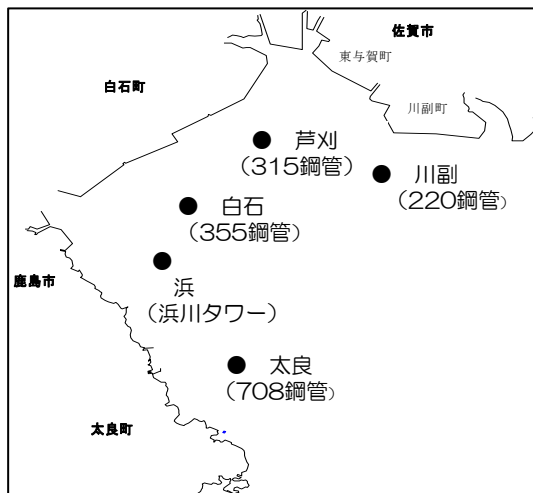 佐賀市
東与賀町
白石町
川副町
芦刈
（315鋼管）
川副
（220鋼管）
白石
（355鋼管）
鹿島市
浜
（浜川タワー）
太良
（708鋼管）
太良町